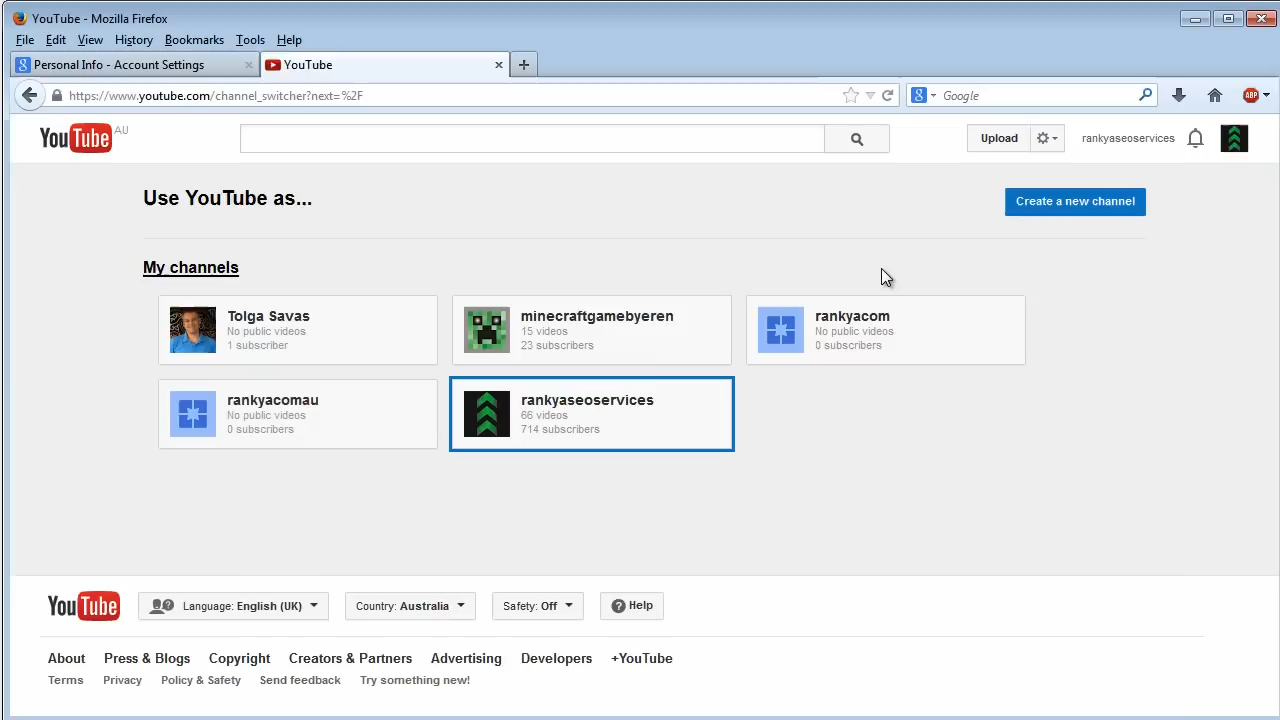 YouTube - Mozilla Firefox
File Edit View History Bookmarks Tools Help
Personal Info - Account Settings
YouTube
https://www.youtube.com/channel_switcher?next=%2F
Google
ABP
YouTube AU
Upload
rankyaseoservices
Use YouTube as...
Create a new channel
My channels
Tolga Savas
No public videos
1 subscriber
minecraftgamebyeren
15 videos
23 subscribers
rankyacom
No public videos
0 subscribers
rankyacomau
No public videos
0 subscribers
rankyaseoservices
66 videos
714 subscribers
YouTube
Language: English (UK)
Country: Australia
Safety: Off
Help
About Press & Blogs Copyright Creators & Partners Advertising Developers +YouTube
Terms Privacy Policy & Safety Send feedback Try something new!